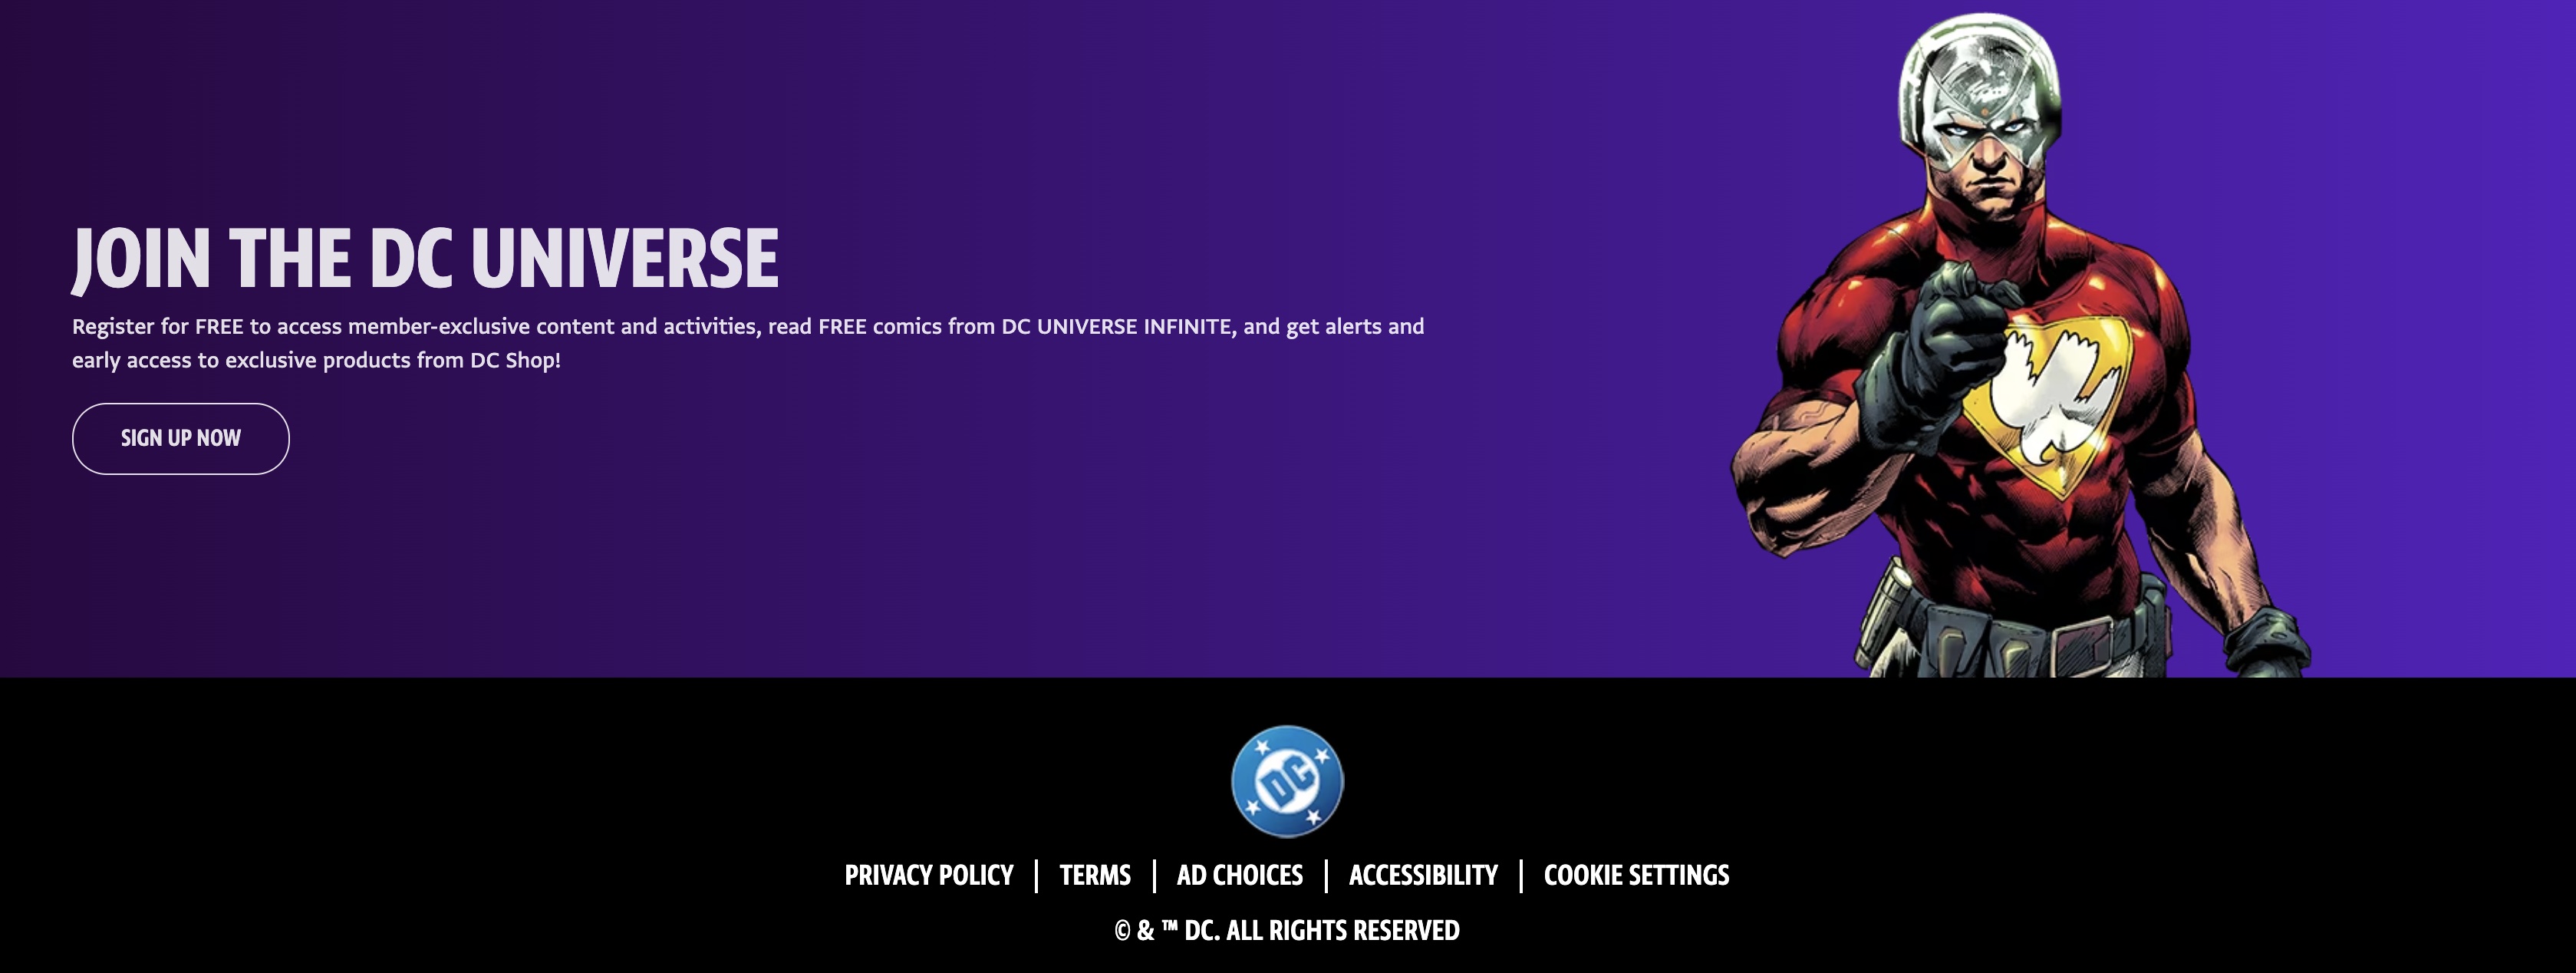 JOIN THE DC UNIVERSE
Register for FREE to access member-exclusive content and activities, read FREE comics from DC UNIVERSE INFINITE, and get alerts and
early access to exclusive products from DC Shop!
SIGN UP NOW
DC
PRIVACY POLICY | TERMS | AD CHOICES | ACCESSIBILITY | COOKIE SETTINGS
© & ™ DC. ALL RIGHTS RESERVED